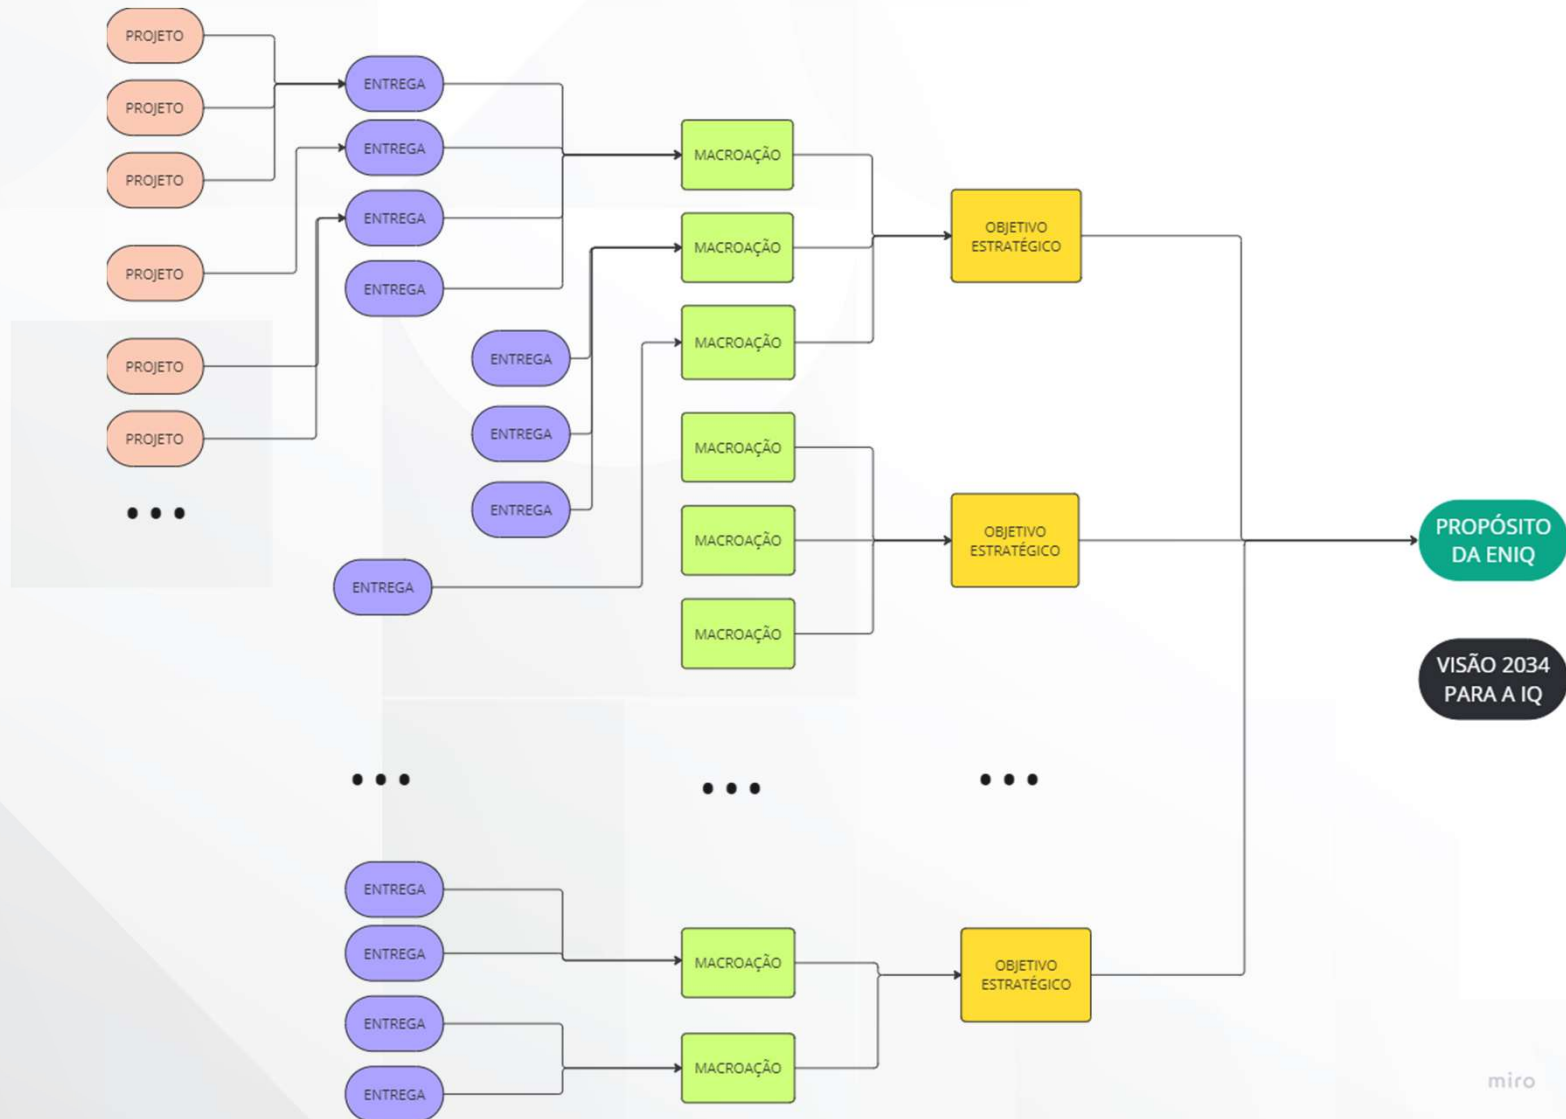 PROJETO
PROJETO
PROJETO
PROJETO
PROJETO
PROJETO
ENTREGA
ENTREGA
ENTREGA
ENTREGA
ENTREGA
ENTREGA
ENTREGA
ENTREGA
ENTREGA
ENTREGA
ENTREGA
ENTREGA
MACROAÇÃO
MACROAÇÃO
MACROAÇÃO
MACROAÇÃO
MACROAÇÃO
MACROAÇÃO
MACROAÇÃO
MACROAÇÃO
OBJETIVO
ESTRATÉGICO
OBJETIVO
ESTRATÉGICO
OBJETIVO
ESTRATÉGICO
PROPÓSITO
DA ENIQ
VISÃO 2034
PARA A IQ
miro